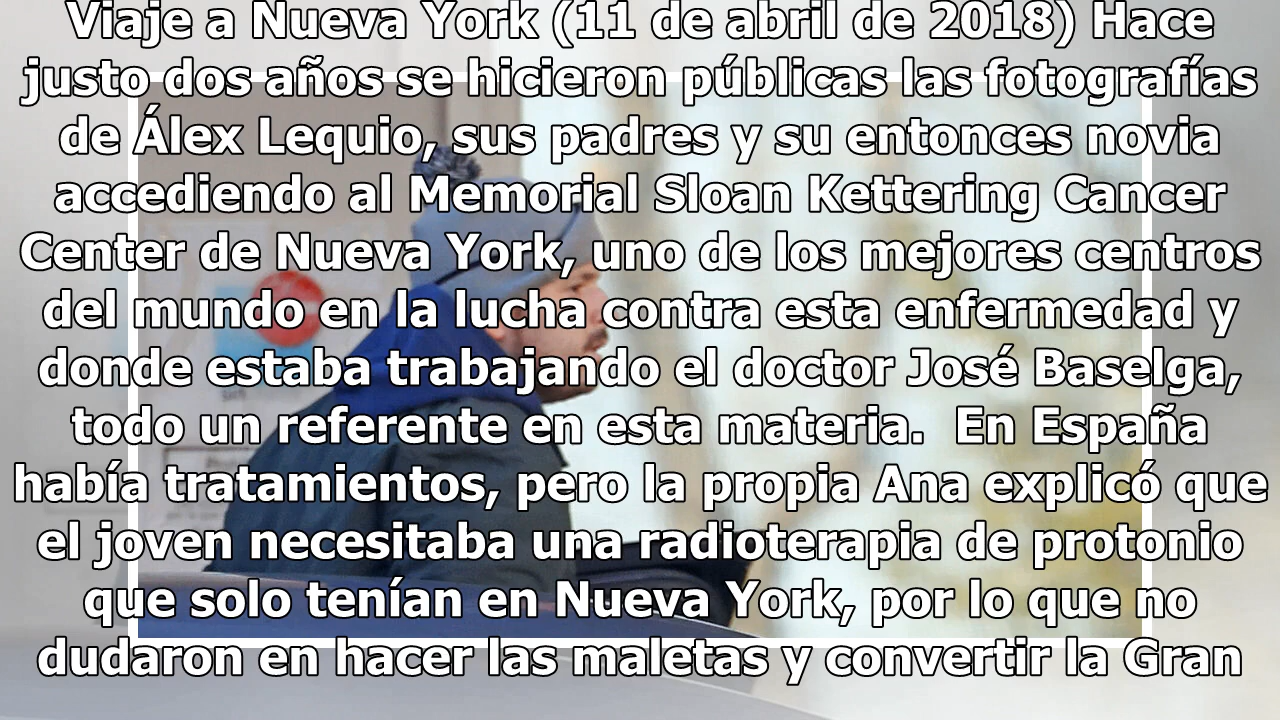 Viaje a Nueva York (11 de abril de 2018) Hace
justo dos años se hicieron públicas las fotografías
de Álex Lequio, sus padres y su entonces novia
accediendo al Memorial Sloan Kettering Cancer
Center de Nueva York, uno de los mejores centros
del mundo en la lucha contra esta enfermedad y
donde estaba trabajando el doctor José Baselga,
todo un referente en esta materia.  En España
había tratamientos, pero la propia Ana explicó que
el joven necesitaba una radioterapia de protonio
que solo tenían en Nueva York, por lo que no
dudaron en hacer las maletas y convertir la Gran